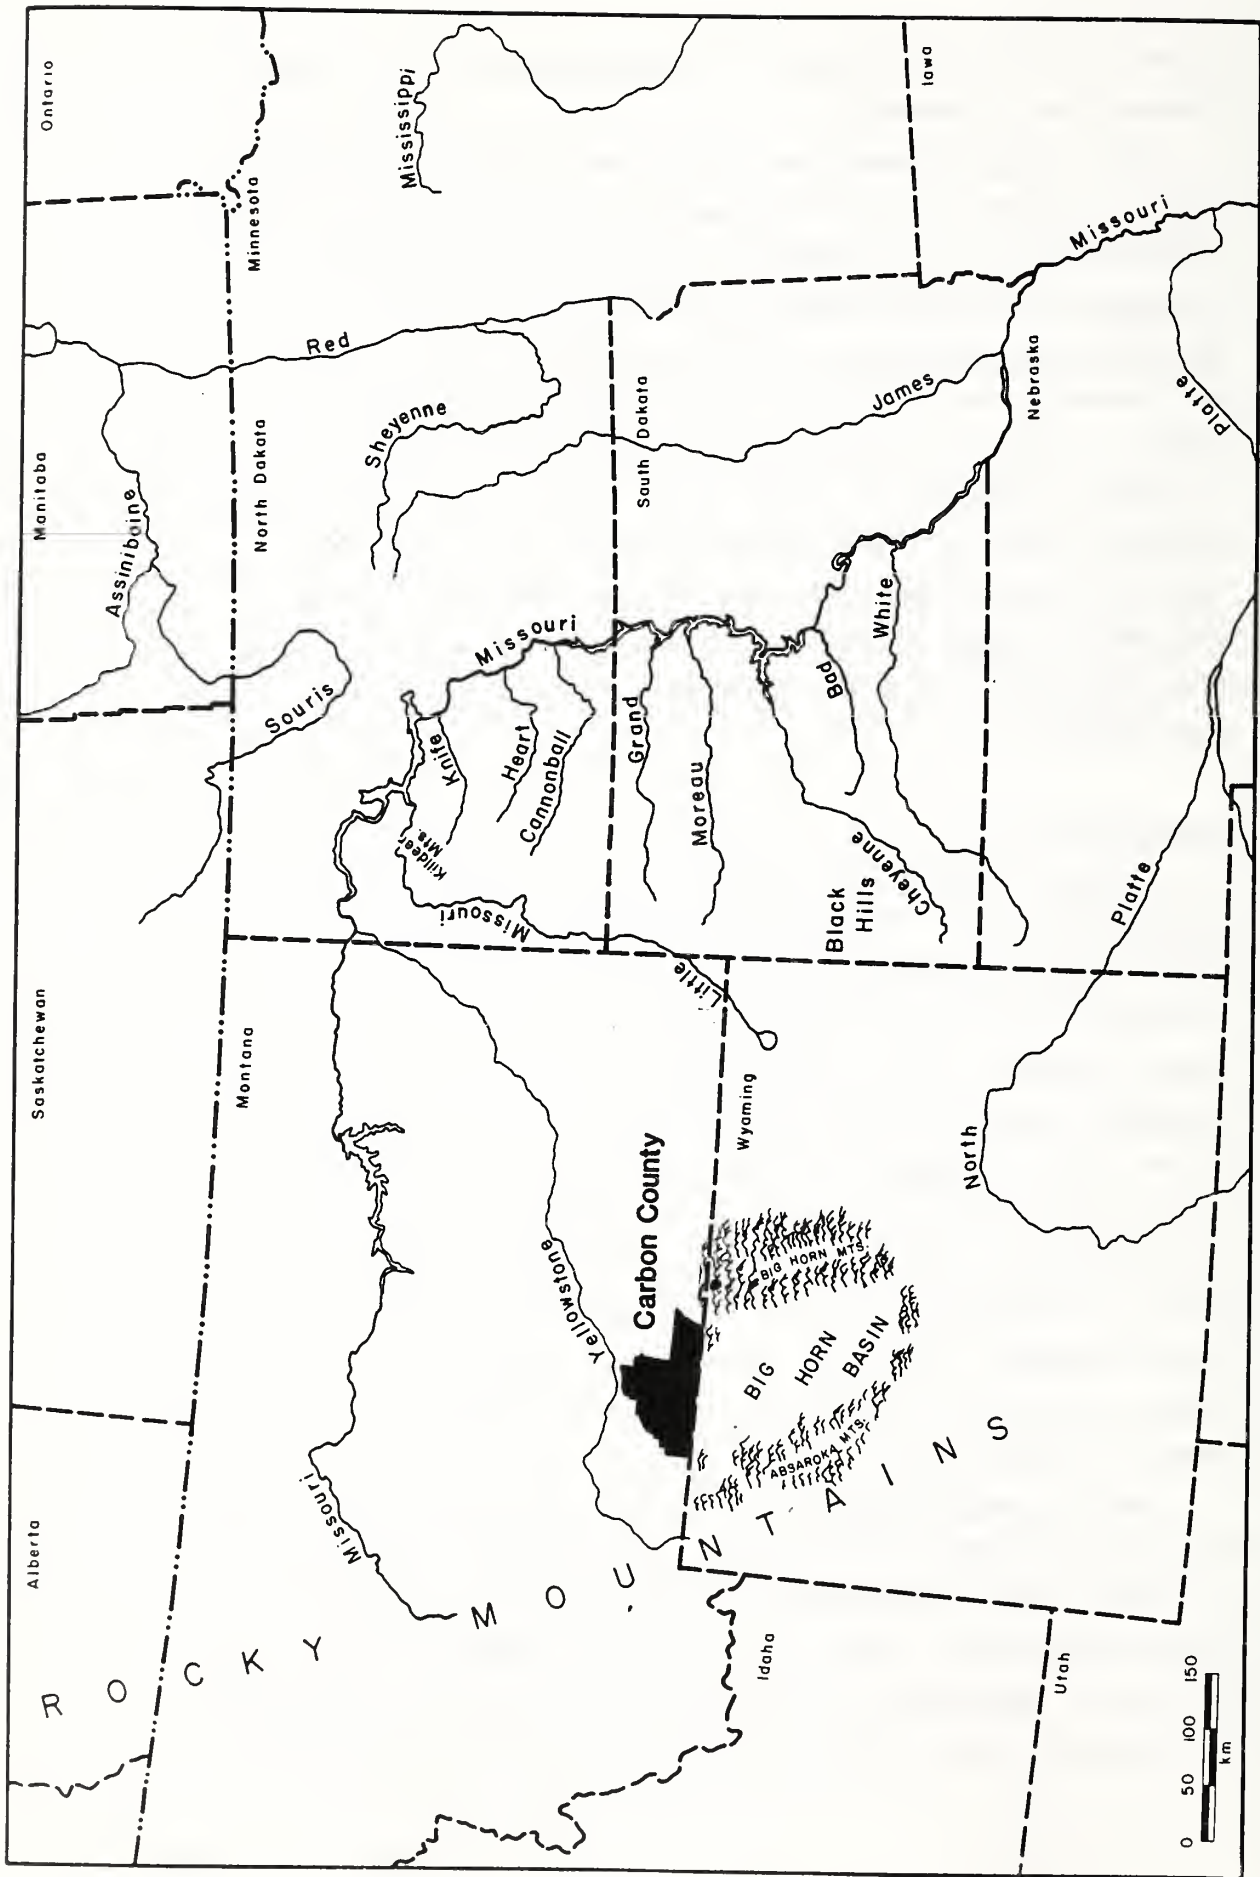 Alberta
Saskatchewan
Manitaba
Ontario
ROCKY MOUNTAINS
Montana
North Dakota
Minnesota
Assiniboine
Souris
Red
Sheyenne
Mississippi
Missouri
Missouri
Killdeer
Mts.
Knife
Heart
Cannonball
Little Missouri
Yellowstone
Carbon County
South Dakota
Grand
Moreau
James
Iowa
Idaho
Wyoming
BIG HORN MTS.
BIG
HORN
BASIN
ABSAROKA MTS.
Black
Hills
Cheyenne
Bad
White
Nebraska
Missouri
Utah
North Platte
Platte
0 50 100 150
km